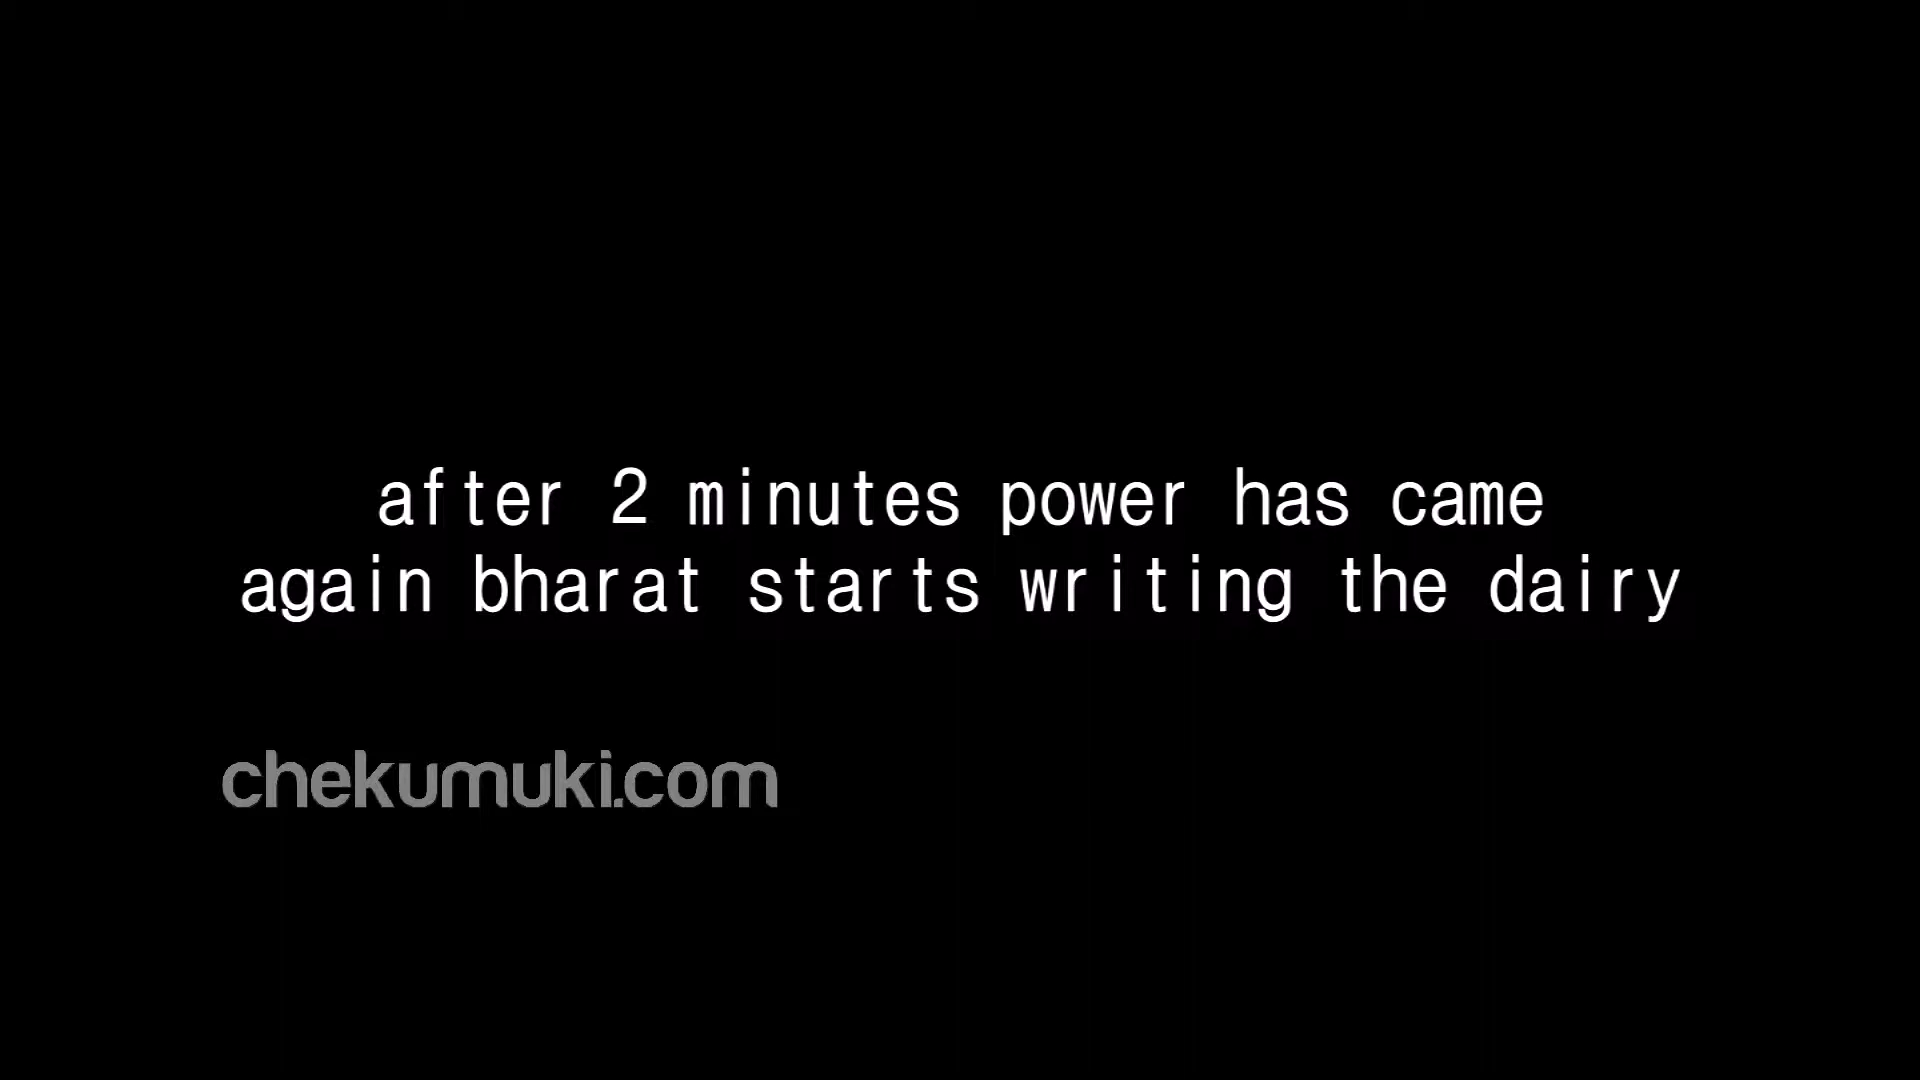 after 2 minutes power has came
again bharat starts writing the dairy
chekumuki.com